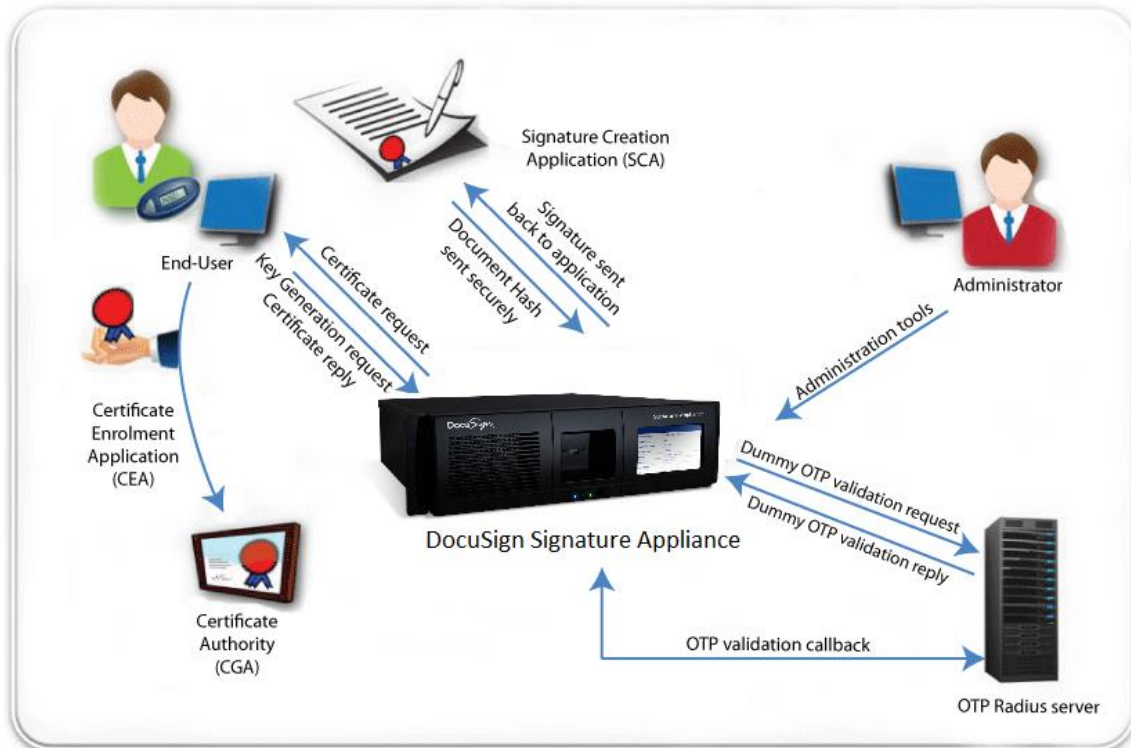 Signature Creation
Application (SCA)
End-User
Administrator
Signature sent
back to application
Document Hash
sent securely
Certificate request
Key Generation request
Certificate reply
Administration tools
Certificate
Enrolment
Application
(CEA)
DocuSign
Signature Appliance
Dummy OTP validation request
Dummy OTP validation reply
DocuSign Signature Appliance
Certificate
Authority
(CGA)
OTP validation callback
OTP Radius server